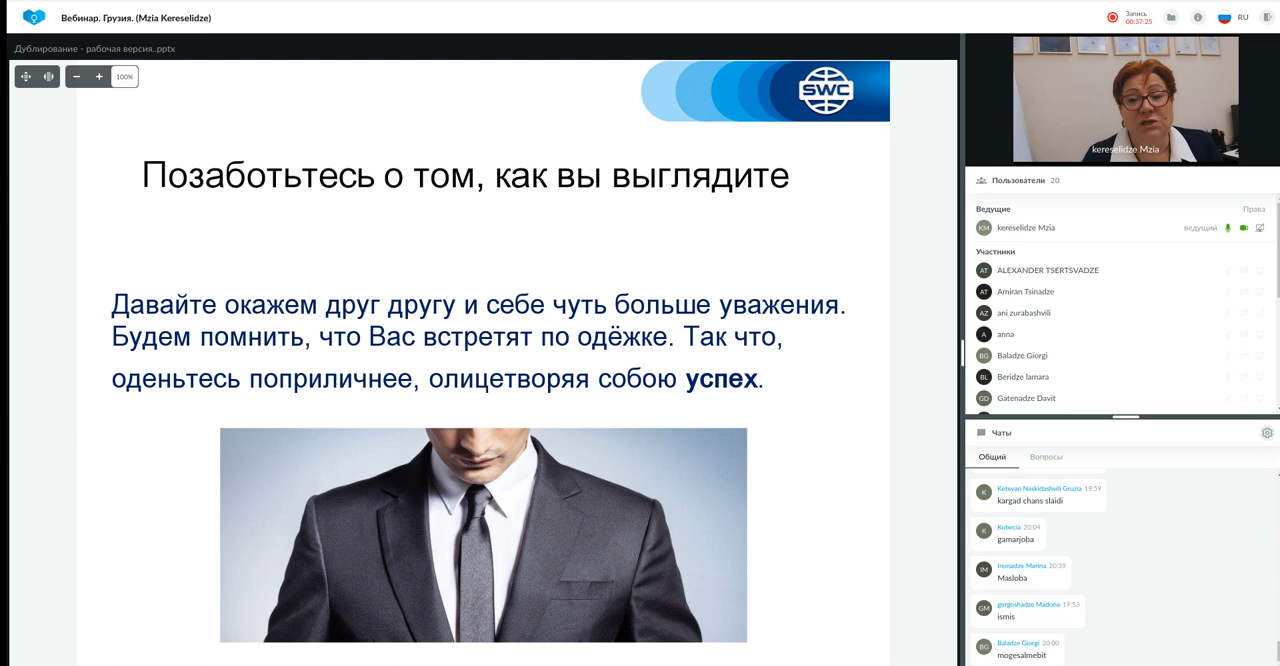 Вебинар. Грузия. (Mzia Kereselidze)
Запись
00:37:25
RU
Дублирование - рабочая версия..pptx
100%
SWC
Позаботьтесь о том, как вы выглядите
Давайте окажем друг другу и себе чуть больше уважения.
Будем помнить, что Вас встретят по одёжке. Так что,
оденьтесь поприличнее, олицетворяя собою успех.
kereselidze Mzia
Пользователи 20
Ведущие Права
KM kereselidze Mzia ведущий
Участники
AT ALEXANDER TSERTSVADZE
AT Amiran Tsinadze
AZ ani zurabashvili
A anna
BG Baladze Giorgi
BL Beridze lamara
GD Gatenadze Davit
Чаты
Общий Вопросы
K Ketevan Naskidashvili Gruzia 19:59
kargad chans slaidi
K Kubecia 20:04
gamarjoba
IM Iremadze Marina 20:39
Masloba
GM gorgoshadze Madona 19:53
ismis
BG Baladze Giorgi 20:00
mogesalmebit